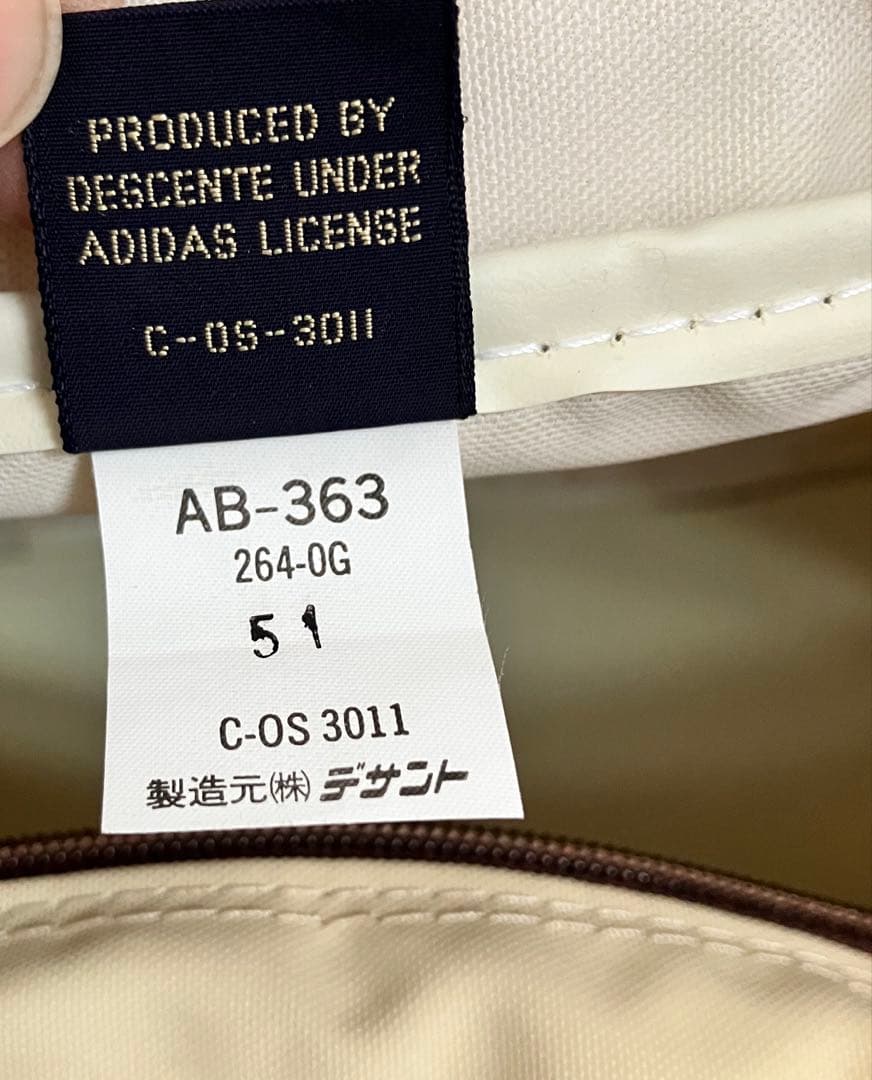 PRODUCED BY
DESCENTE UNDER
ADIDAS LICENSE
C-OS-3011
AB-363
264-0G
51
C-OS 3011
製造元(株)デサント